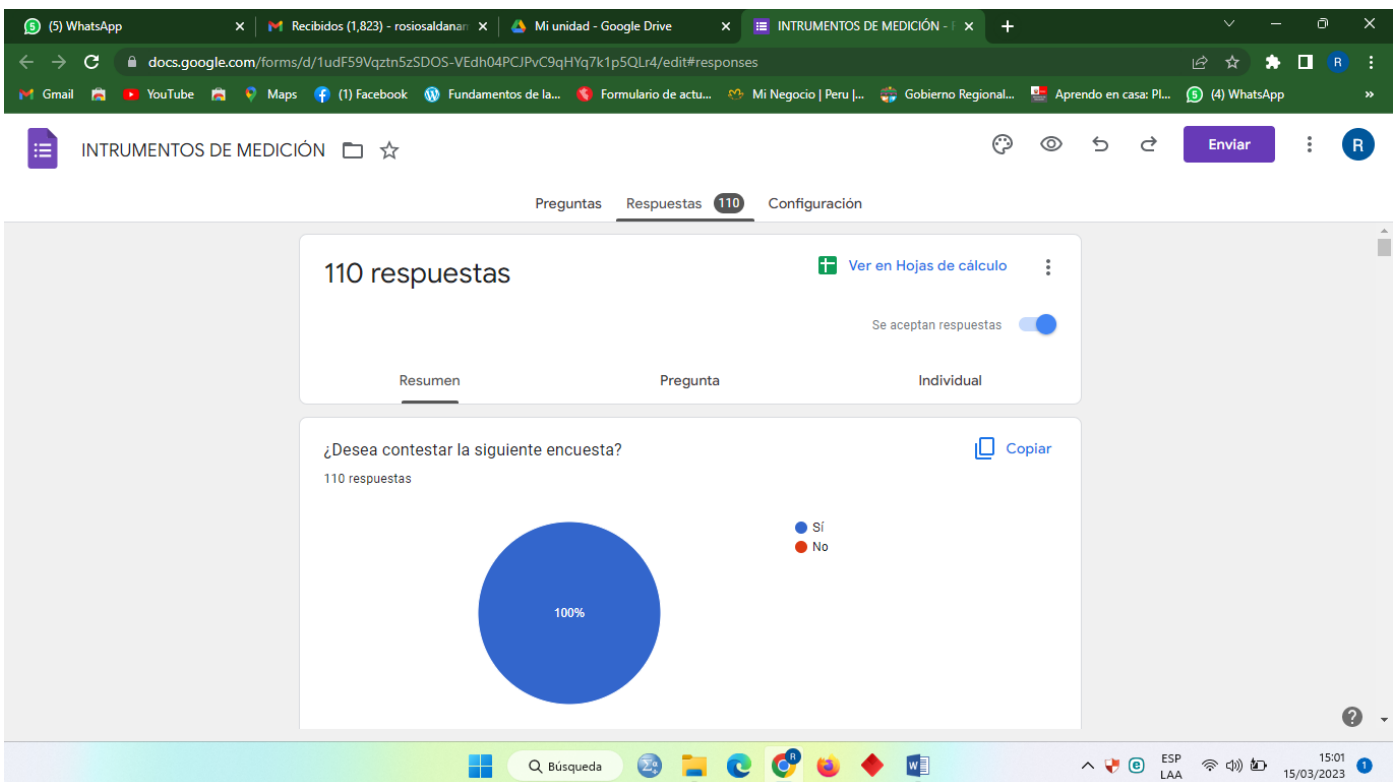 (5) WhatsApp
Recibidos (1,823) - rosiosaldanan
Mi unidad - Google Drive
INTRUMENTOS DE MEDICIÓN - F
docs.google.com/forms/d/1udF59Vqztn5zSDOS-VEdh04PCJPvC9qHYq7k1p5QLr4/edit#responses
Gmail YouTube Maps (1) Facebook Fundamentos de la... Formulario de actu... Mi Negocio | Peru |... Gobierno Regional... Aprendo en casa: Pl... (4) WhatsApp »
INTRUMENTOS DE MEDICIÓN
Enviar
R
Preguntas Respuestas 110 Configuración
110 respuestas
Ver en Hojas de cálculo
Se aceptan respuestas
Resumen Pregunta Individual
¿Desea contestar la siguiente encuesta?
Copiar
110 respuestas
Sí
No
100%
Búsqueda
ESP
LAA
15:01
15/03/2023
1